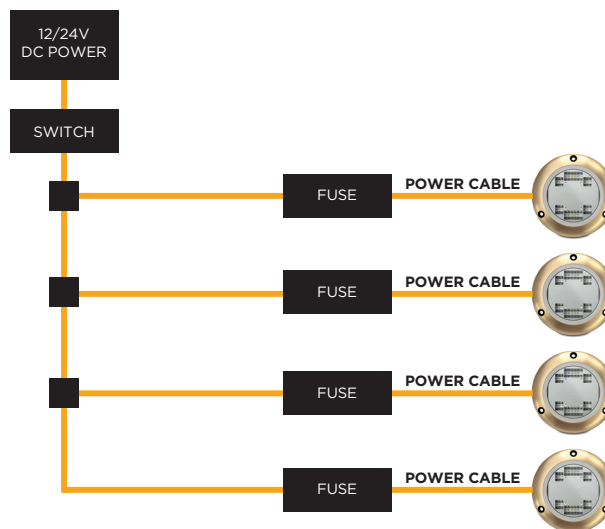 12/24V
DC POWER
SWITCH
FUSE
POWER CABLE
FUSE
POWER CABLE
FUSE
POWER CABLE
FUSE
POWER CABLE